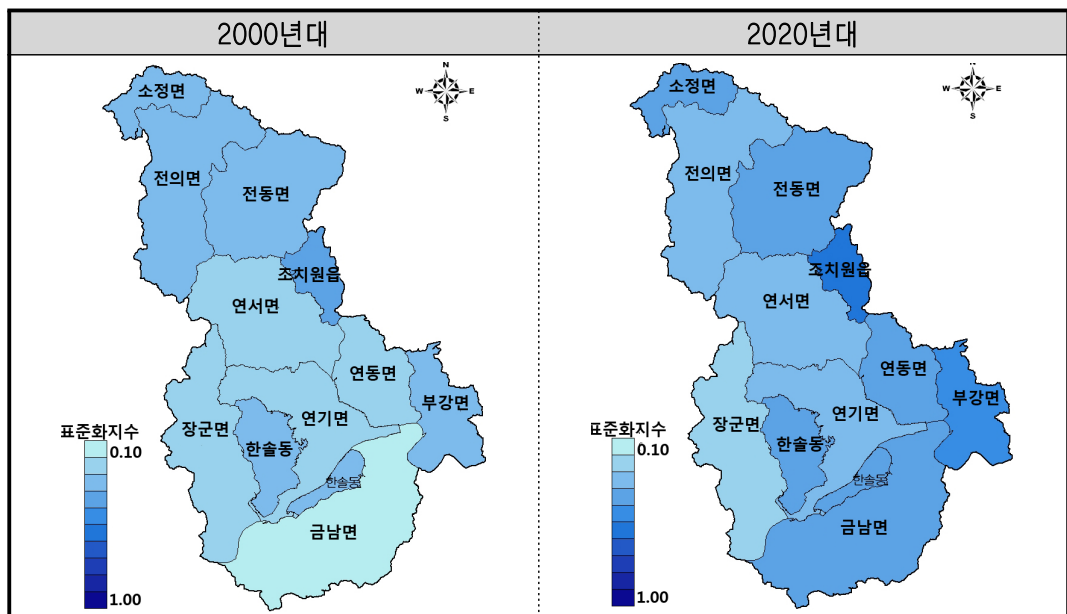 2000년대
2020년대
N
W E
S
소정면
전의면
전동면
조치원읍
연서면
연동면
부강면
연기면
장군면
한솔동
한솔동
금남면
표준화지수
0.10
1.00
W E
S
소정면
전의면
전동면
조치원읍
연서면
연동면
부강면
연기면
장군면
한솔동
한솔동
금남면
표준화지수
0.10
1.00